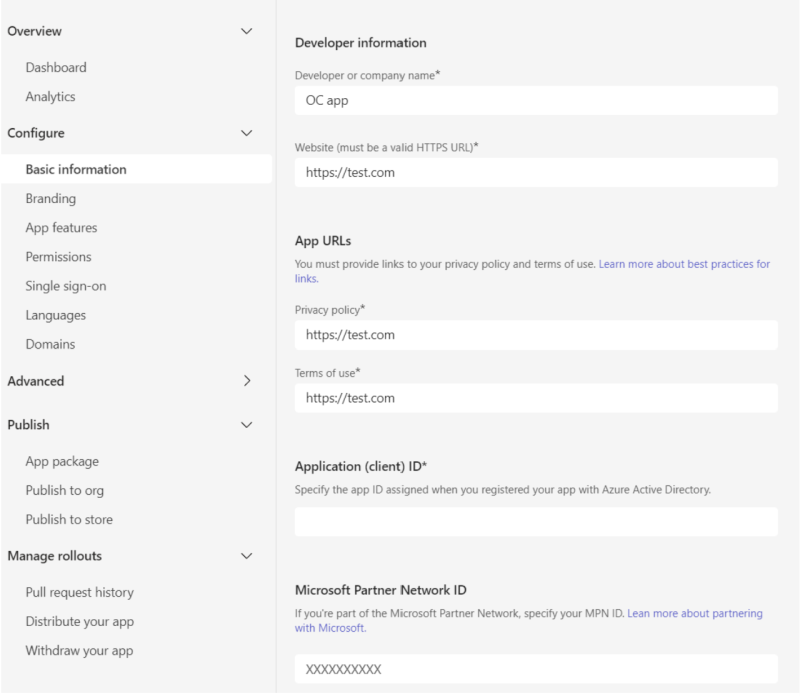 Overview
Dashboard
Analytics
Configure
Basic information
Branding
App features
Permissions
Single sign-on
Languages
Domains
Advanced
Publish
App package
Publish to org
Publish to store
Manage rollouts
Pull request history
Distribute your app
Withdraw your app
Developer information
Developer or company name*
OC app
Website (must be a valid HTTPS URL)*
https://test.com
App URLs
You must provide links to your privacy policy and terms of use. Learn more about best practices for
links.
Privacy policy*
https://test.com
Terms of use*
https://test.com
Application (client) ID*
Specify the app ID assigned when you registered your app with Azure Active Directory.
Microsoft Partner Network ID
If you're part of the Microsoft Partner Network, specify your MPN ID. Lean more about partnering
with Microsoft.
XXXXXXXXXX